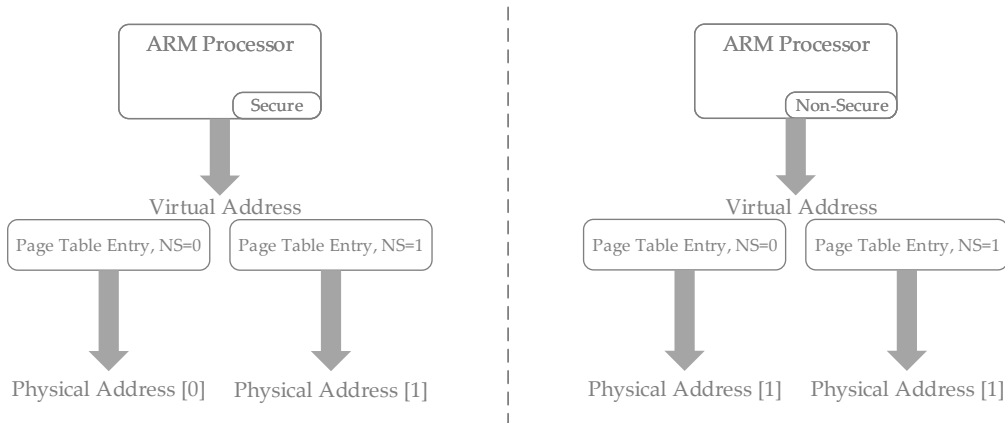 ARM Processor
Secure
Virtual Address
Page Table Entry, NS=0
Page Table Entry, NS=1
Physical Address [0]
Physical Address [1]
ARM Processor
Non-Secure
Virtual Address
Page Table Entry, NS=0
Page Table Entry, NS=1
Physical Address [1]
Physical Address [1]